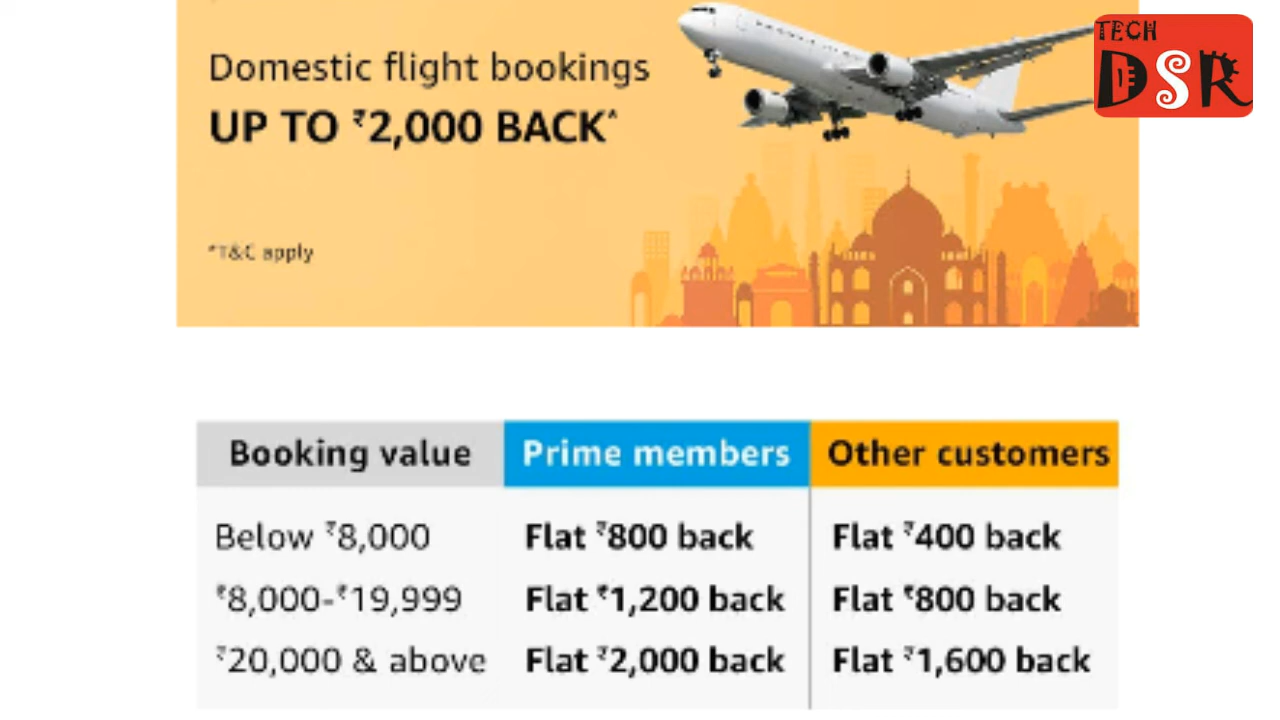 Domestic flight bookings
UP TO ₹2,000 BACK^
TECH
DSR
*T&C apply
Booking value Prime members Other customers
Below ₹8,000 Flat ₹800 back Flat ₹400 back
₹8,000-₹19,999 Flat ₹1,200 back Flat ₹800 back
₹20,000 & above Flat ₹2,000 back Flat ₹1,600 back